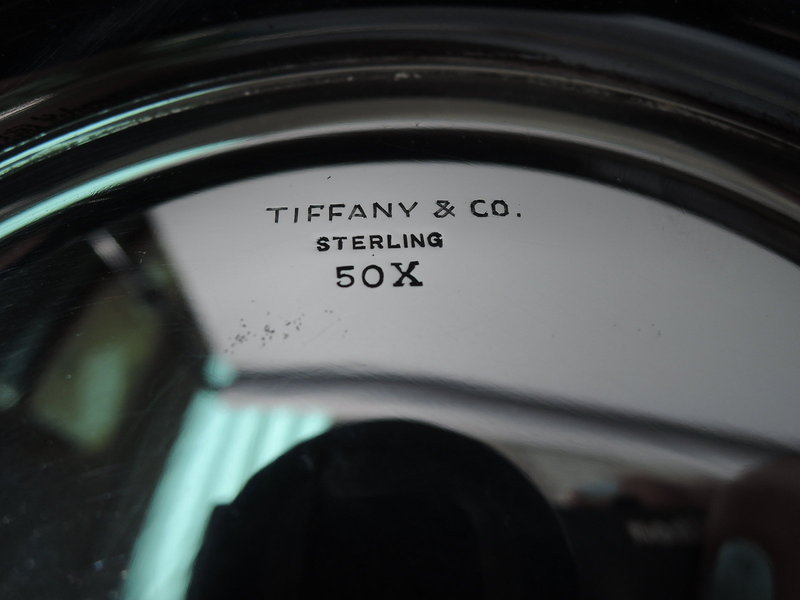 TIFFANY & CO.
STERLING
50X